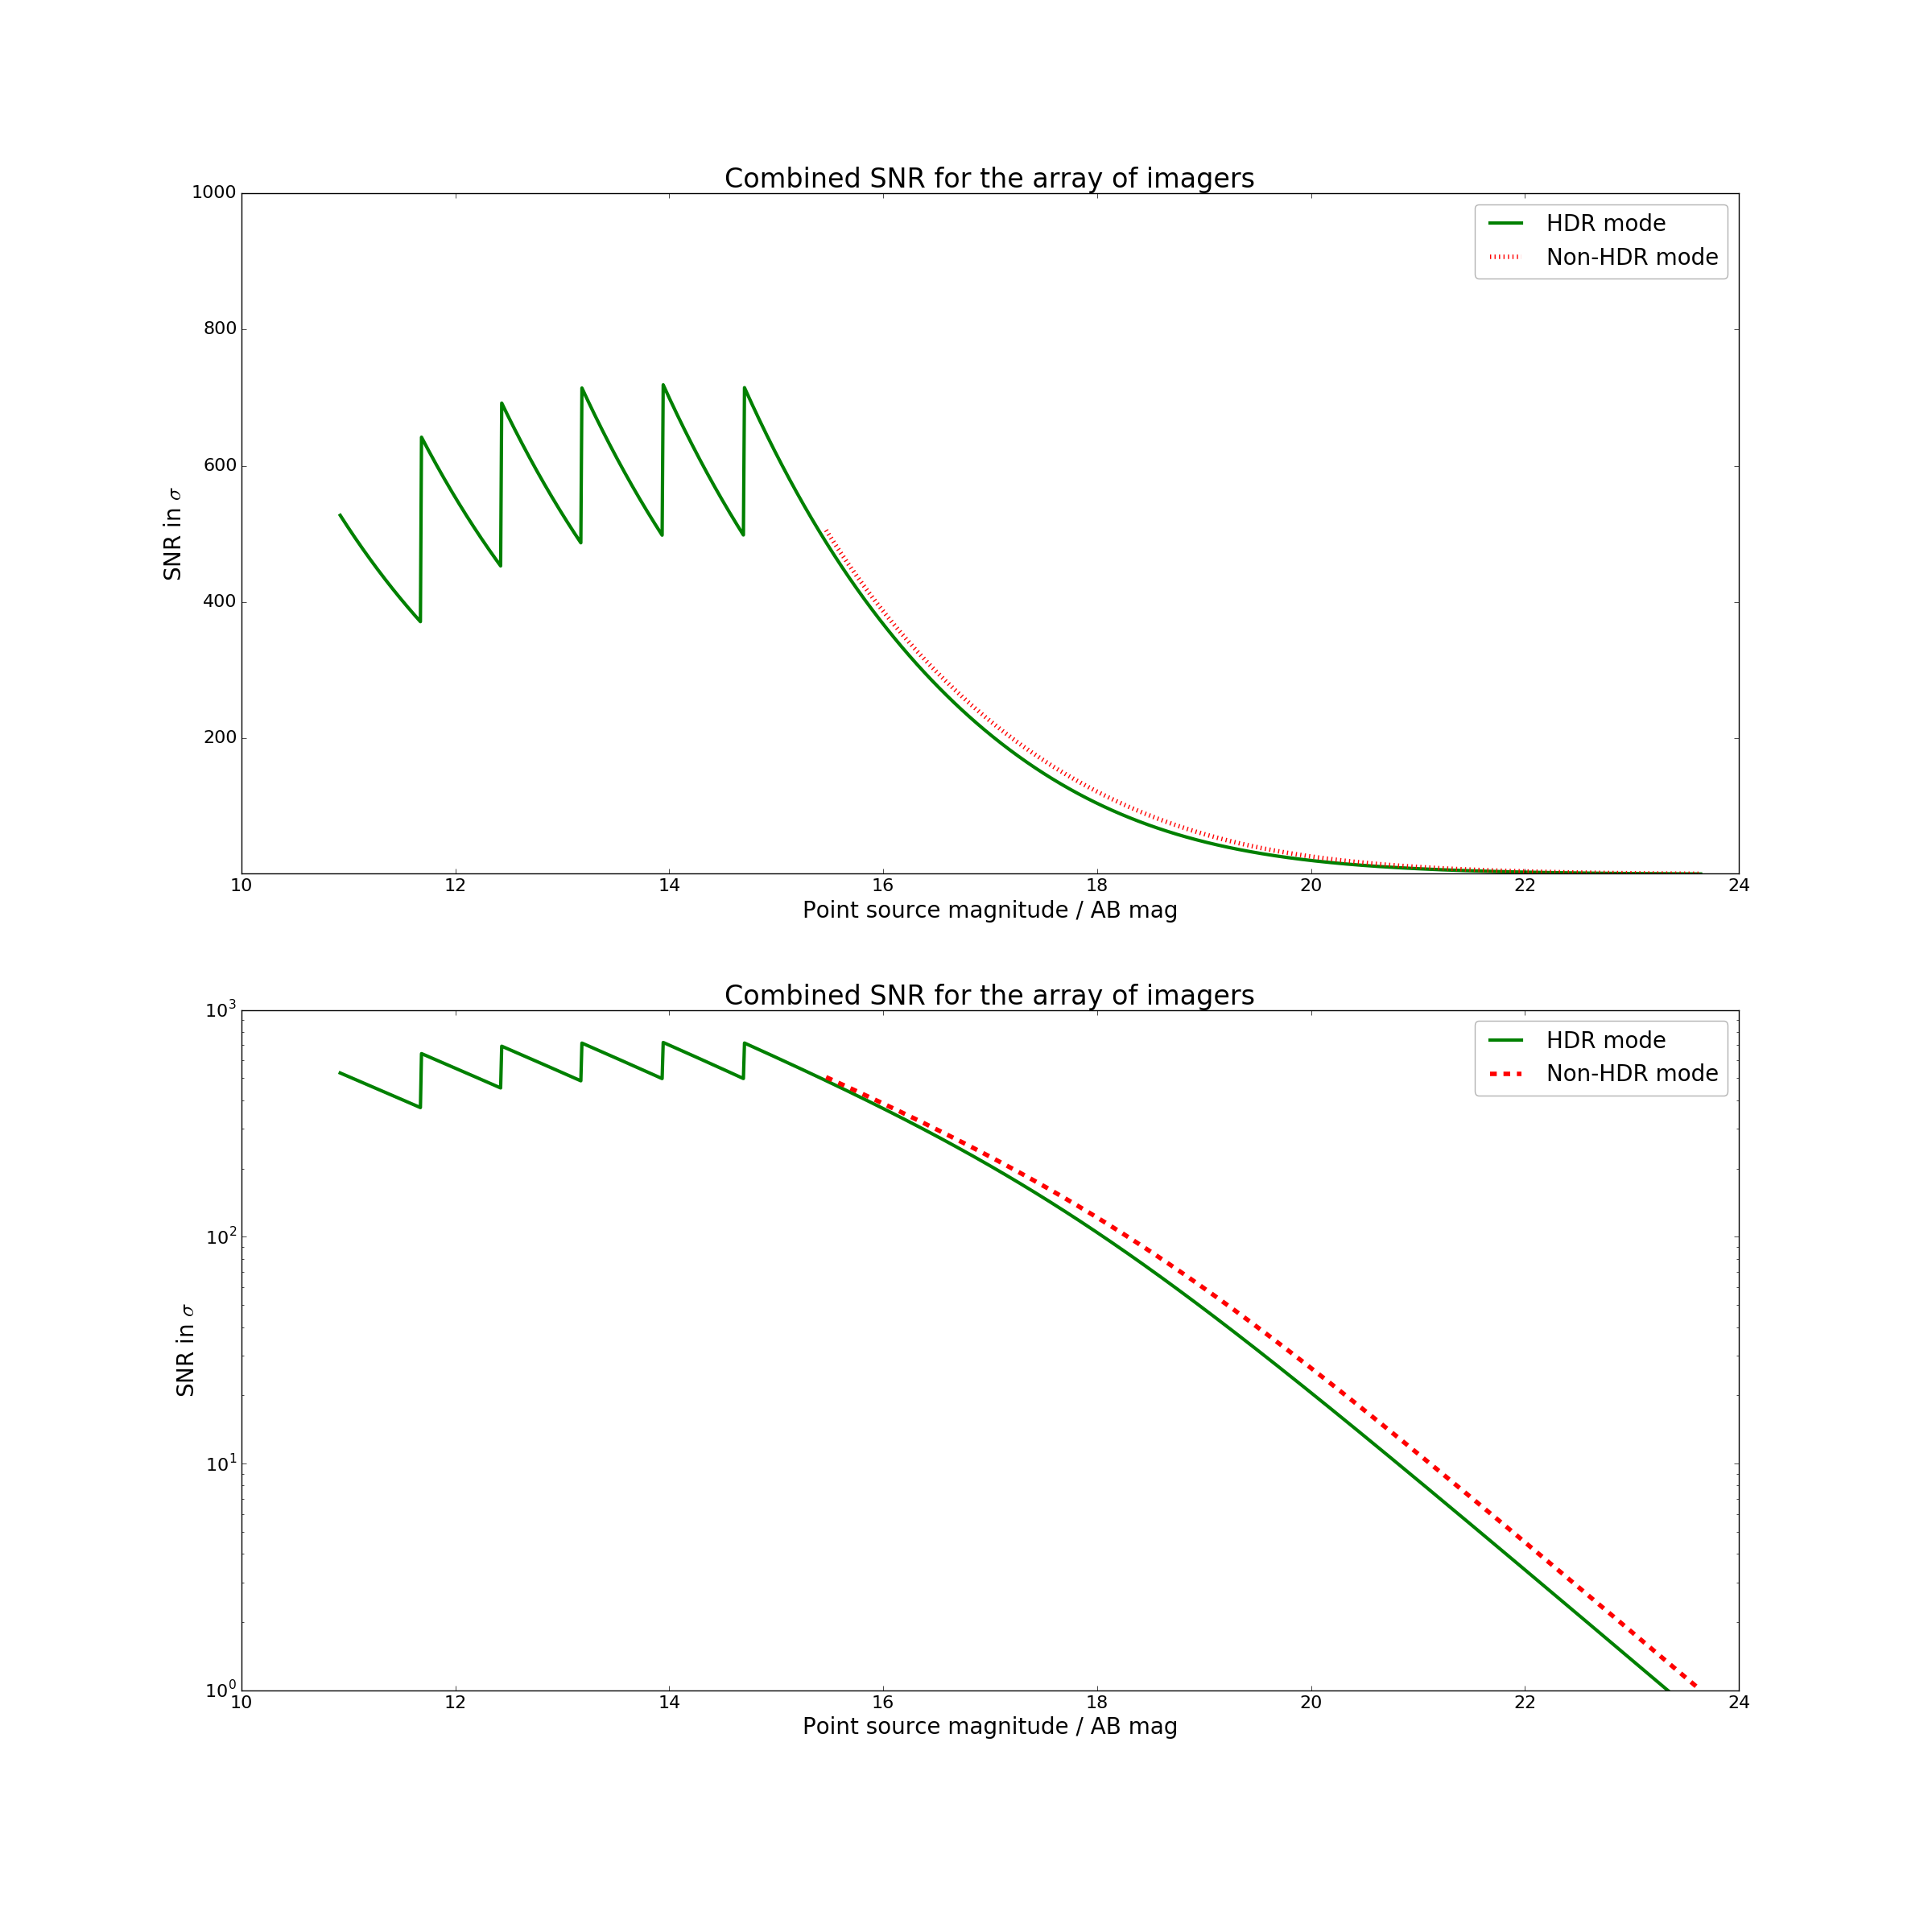 Combined SNR for the array of imagers
1000
800
600
400
200
SNR in σ
HDR mode
Non-HDR mode
10 12 14 16 18 20 22 24
Point source magnitude / AB mag
Combined SNR for the array of imagers
10³
10²
10¹
10⁰
SNR in σ
HDR mode
Non-HDR mode
10 12 14 16 18 20 22 24
Point source magnitude / AB mag